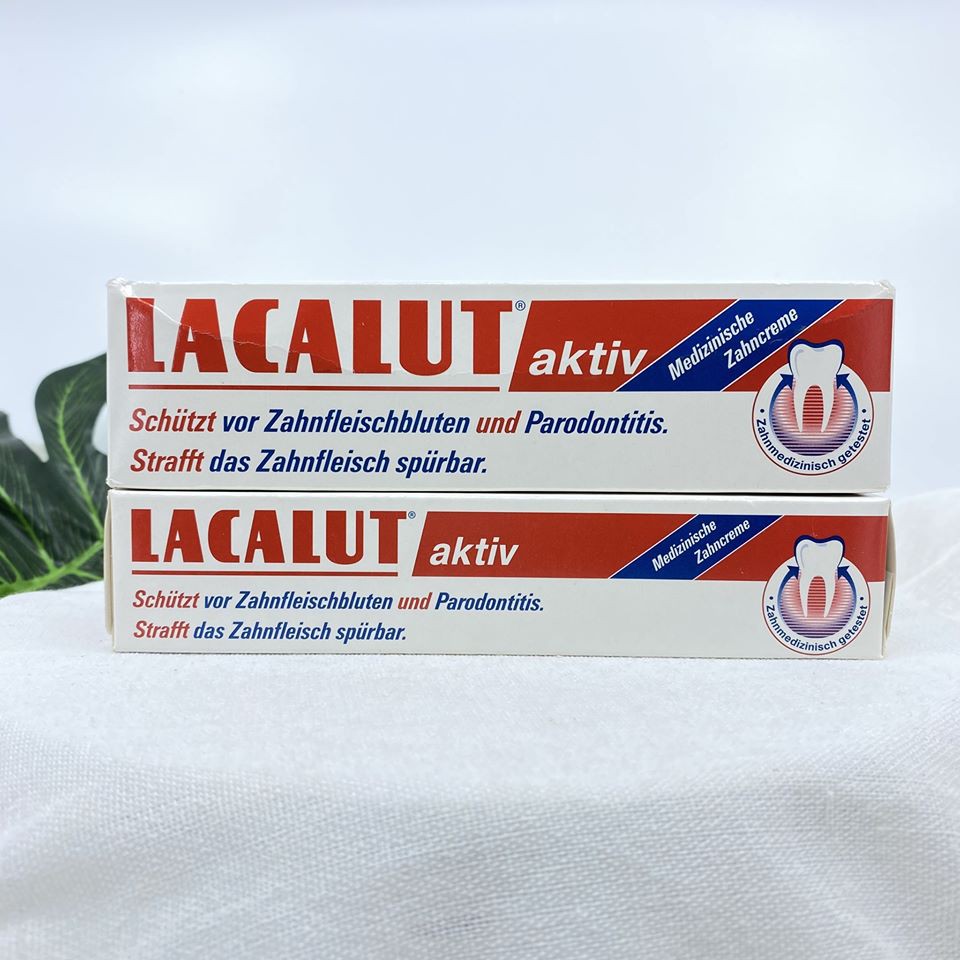 LACALUT® aktiv
Medizinische
Zahncreme
Schützt vor Zahnfleischbluten und Parodontitis.
Strafft das Zahnfleisch spürbar.
• Zahnmedizinisch getestet •
LACALUT® aktiv
Medizinische
Zahncreme
Schützt vor Zahnfleischbluten und Parodontitis.
Strafft das Zahnfleisch spürbar.
• Zahnmedizinisch getestet •